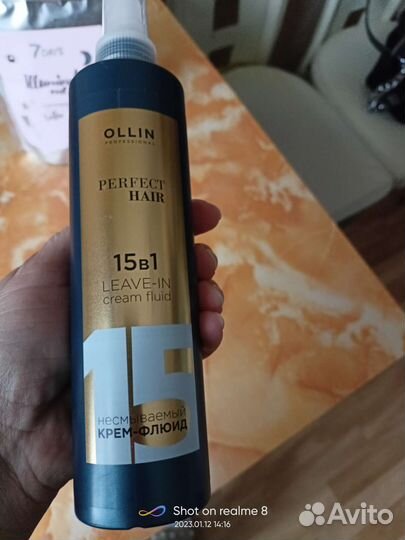 7 DAYS
OLLIN
PROFESSIONAL
PERFECT
HAIR
15в1
LEAVE-IN
cream fluid
15
несмываемый
КРЕМ-ФЛЮИД
Shot on realme 8
2023.01.12 14:16
Avito